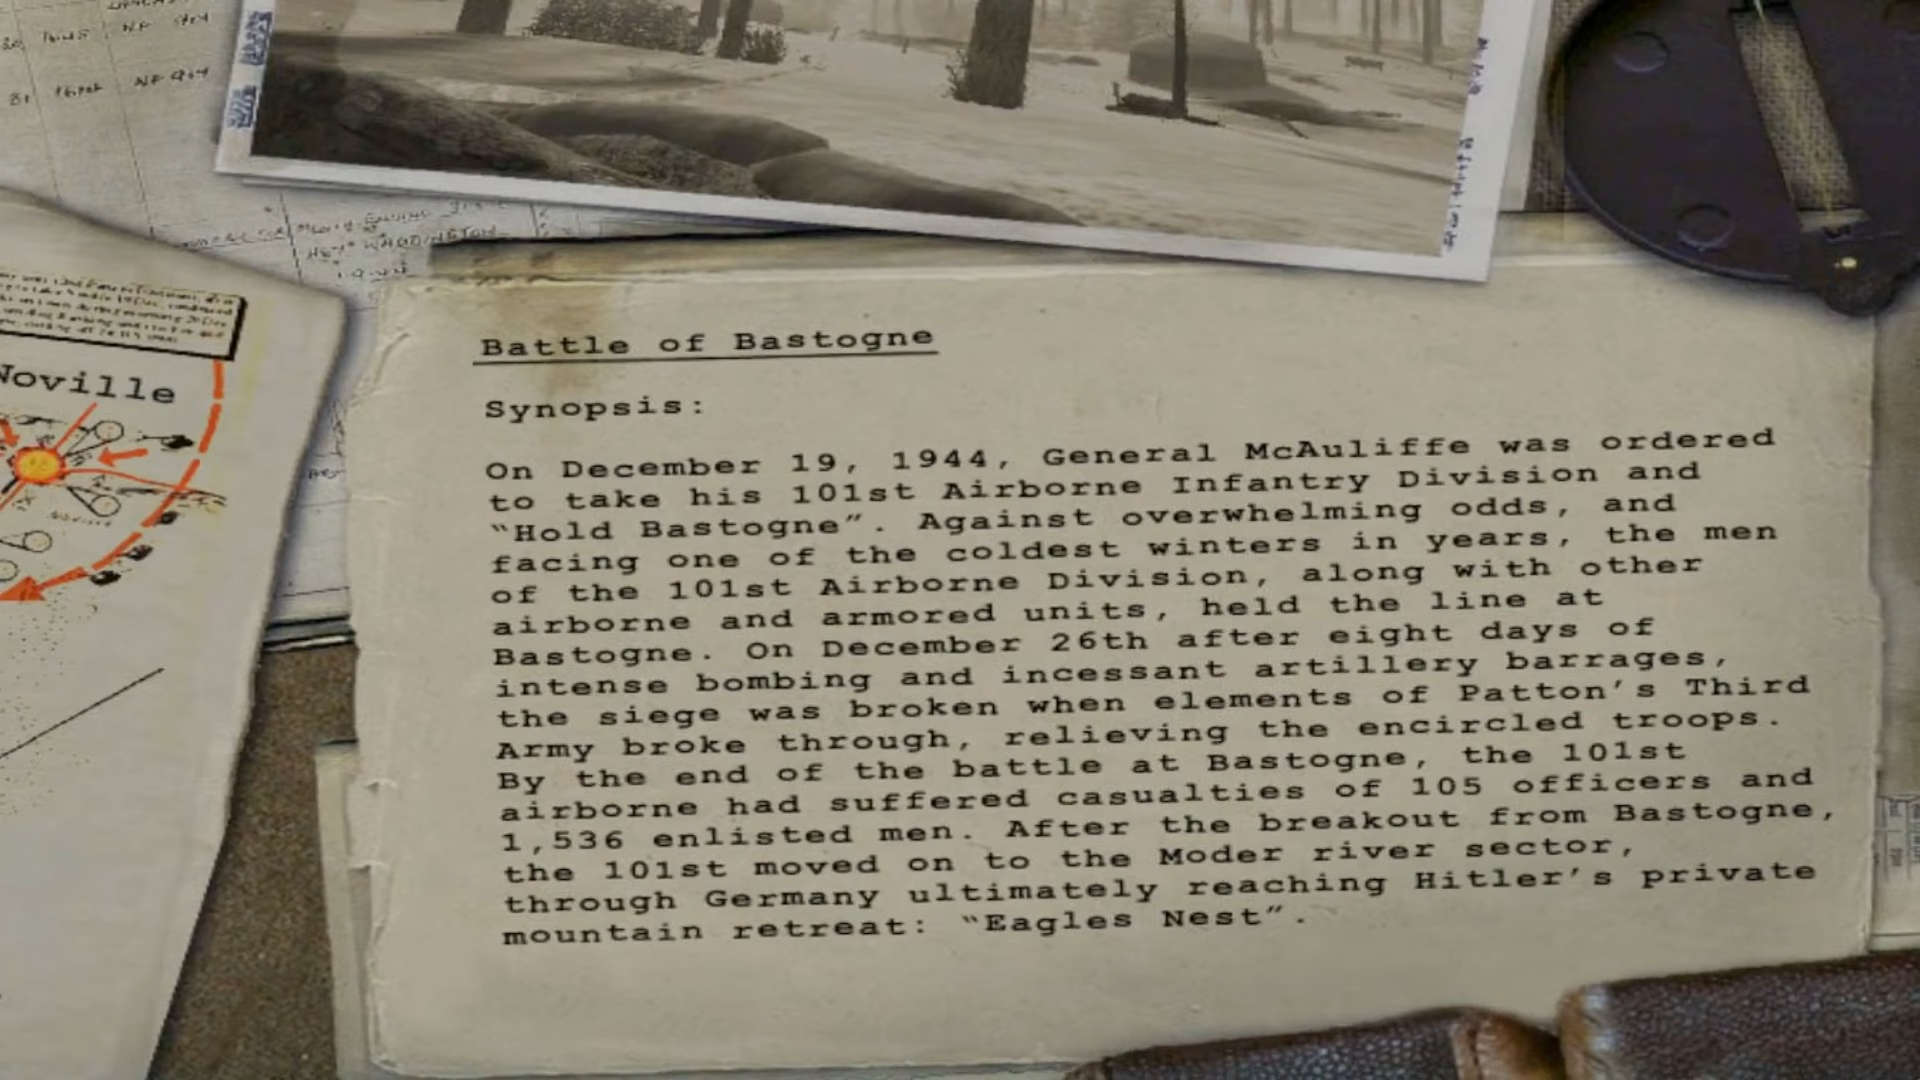 Noville
Battle of Bastogne
Synopsis:
On December 19, 1944, General McAuliffe was ordered
to take his 101st Airborne Infantry Division and
“Hold Bastogne”. Against overwhelming odds, and
facing one of the coldest winters in years, the men
of the 101st Airborne Division, along with other
airborne and armored units, held the line at
Bastogne. On December 26th after eight days of
intense bombing and incessant artillery barrages,
the siege was broken when elements of Patton’s Third
Army broke through, relieving the encircled troops.
By the end of the battle at Bastogne, the 101st
airborne had suffered casualties of 105 officers and
1,536 enlisted men. After the breakout from Bastogne,
the 101st moved on to the Moder river sector,
through Germany ultimately reaching Hitler’s private
mountain retreat: “Eagles Nest”.